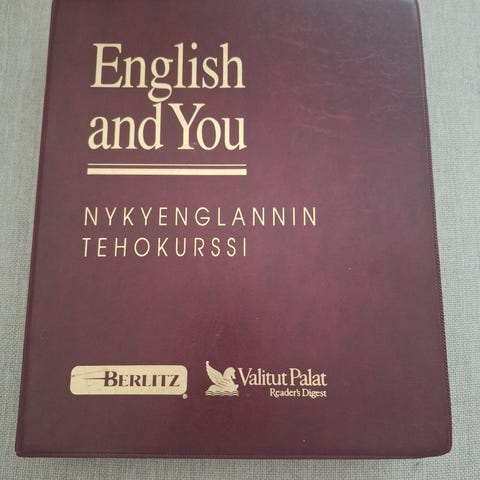 English
and You
NYKYENGLANNIN
TEHOKURSSI
BERLITZ®
Valitut Palat
Reader's Digest